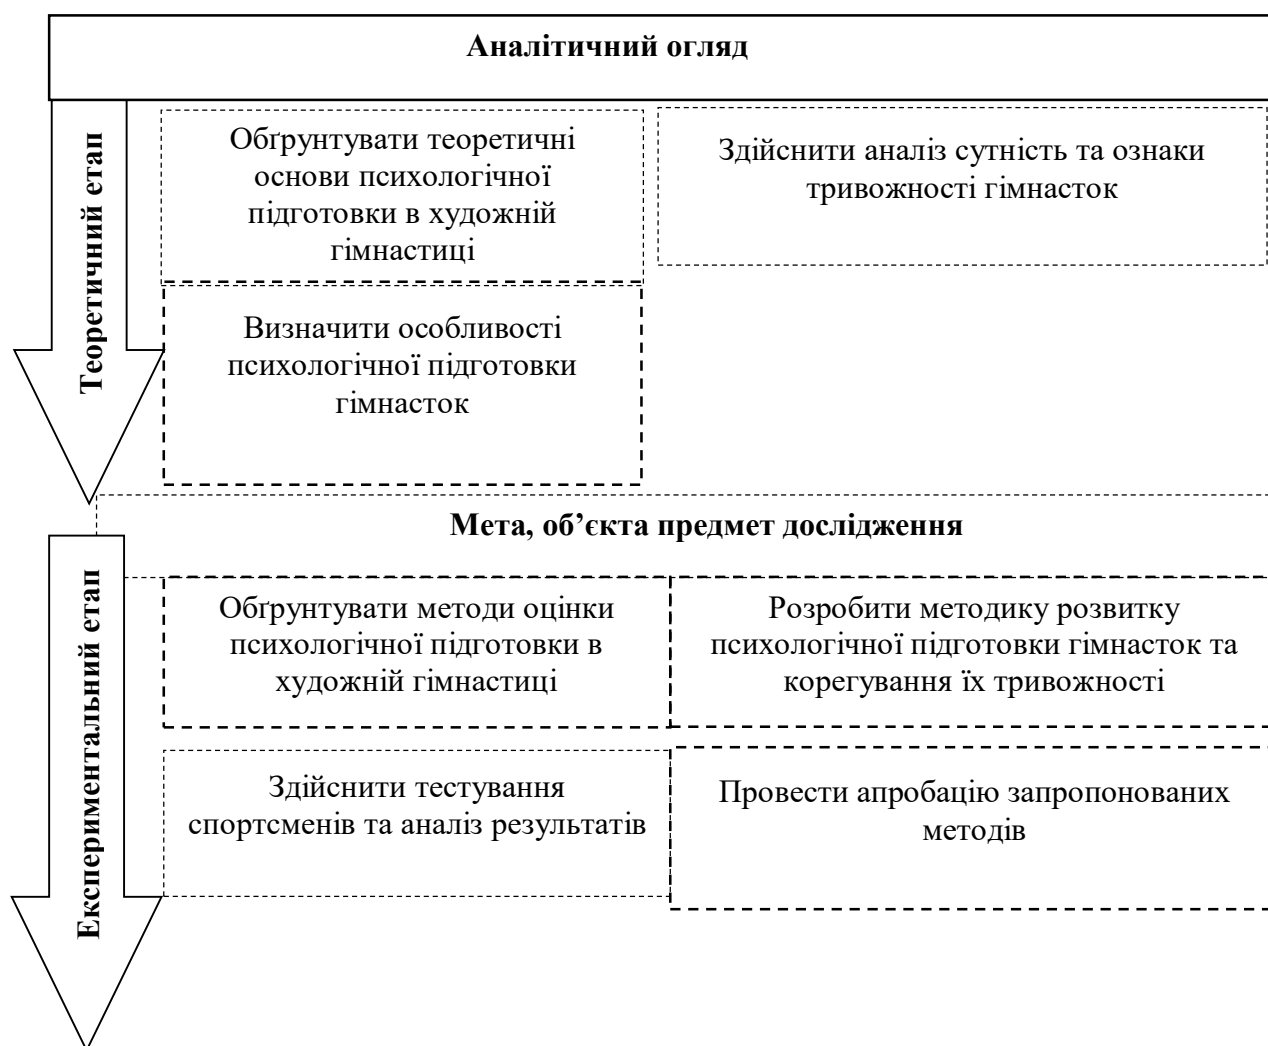 Аналітичний огляд
Теоретичний етап
Обґрунтувати теоретичні
основи психологічної
підготовки в художній
гімнастиці
Здійснити аналіз сутність та ознаки
тривожності гімнасток
Визначити особливості
психологічної підготовки
гімнасток
Мета, об’єкта предмет дослідження
Експериментальний етап
Обґрунтувати методи оцінки
психологічної підготовки в
художній гімнастиці
Розробити методику розвитку
психологічної підготовки гімнасток та
корегування їх тривожності
Здійснити тестування
спортсменів та аналіз результатів
Провести апробацію запропонованих
методів